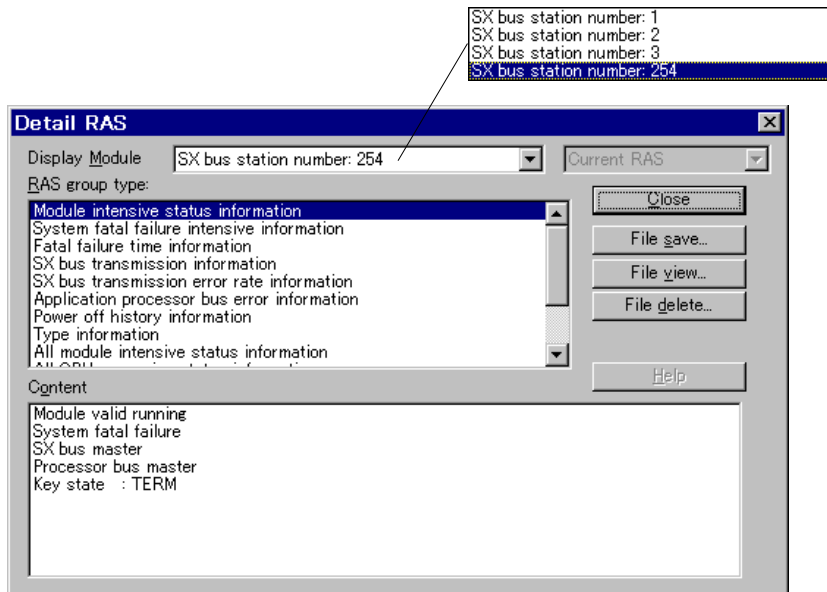 SX bus station number: 1
SX bus station number: 2
SX bus station number: 3
SX bus station number: 254
Detail RAS
Display Module
SX bus station number: 254
Current RAS
RAS group type:
Module intensive status information
System fatal failure intensive information
Fatal failure time information
SX bus transmission information
SX bus transmission error rate information
Application processor bus error information
Power off history information
Type information
All module intensive status information
Close
File save...
File view...
File delete...
Help
Content
Module valid running
System fatal failure
SX bus master
Processor bus master
Key state : TERM